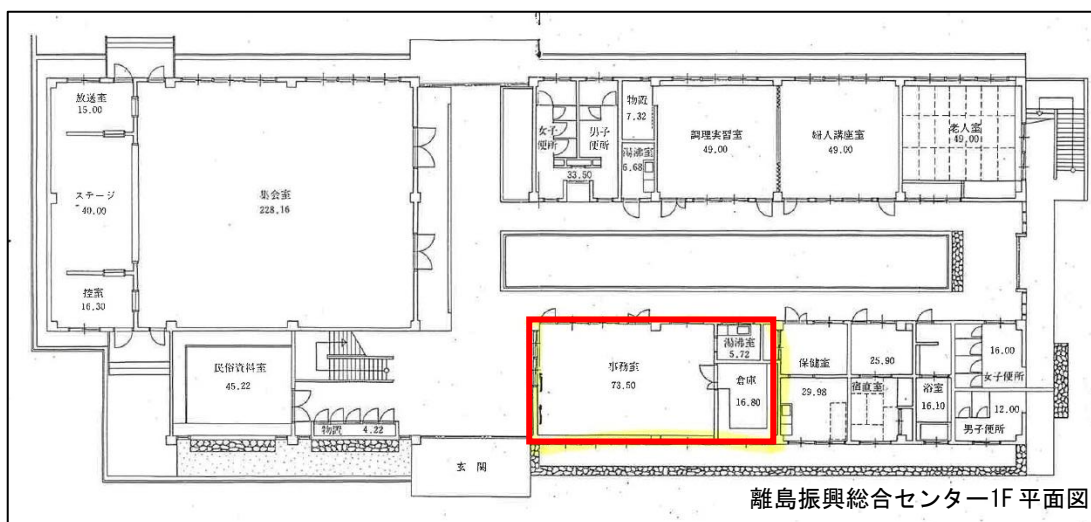 放送室
15.00
ステージ
40.00
控室
16.30
集会室
228.16
女子
便所
男子
便所
33.50
物置
7.32
湯沸室
6.68
調理実習室
49.00
婦人講座室
49.00
老人室
49.00
民俗資料室
45.22
物置 4.22
玄関
事務室
73.50
湯沸室
5.72
倉庫
16.80
保健室
29.98
25.90
宿直室
浴室
16.10
16.00
女子便所
12.00
男子便所
離島振興総合センター1F 平面図